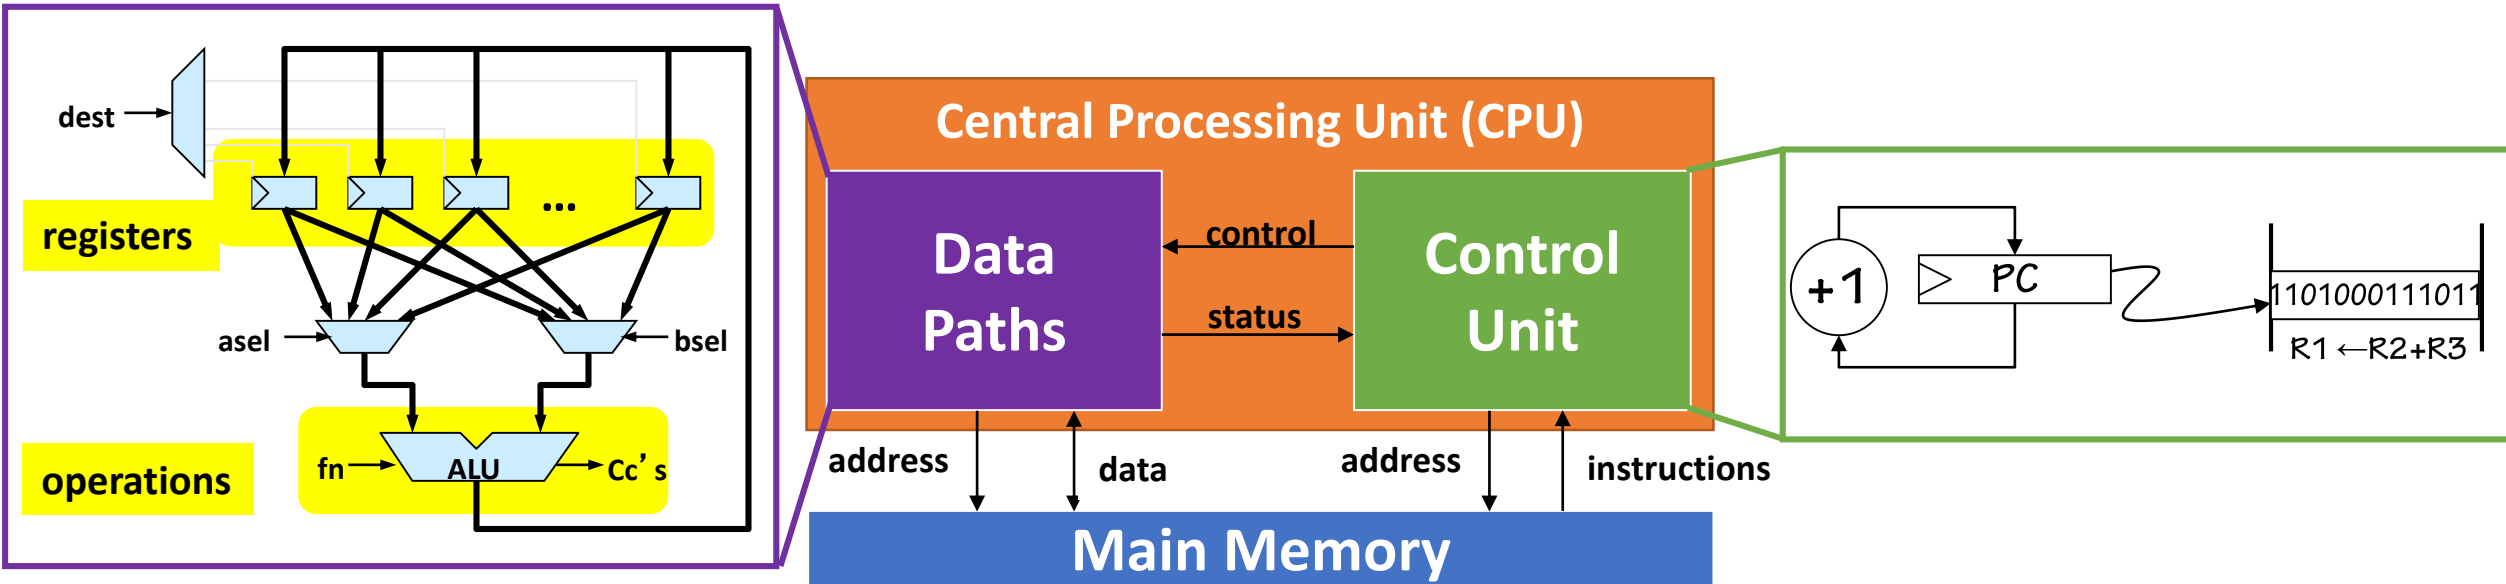 dest
registers
...
asel
bsel
operations
fn
ALU
Cc's
Central Processing Unit (CPU)
Data
Paths
control
status
Control
Unit
address
data
address
instructions
Main Memory
+1
PC
1101000111011
R1 ←R2+R3